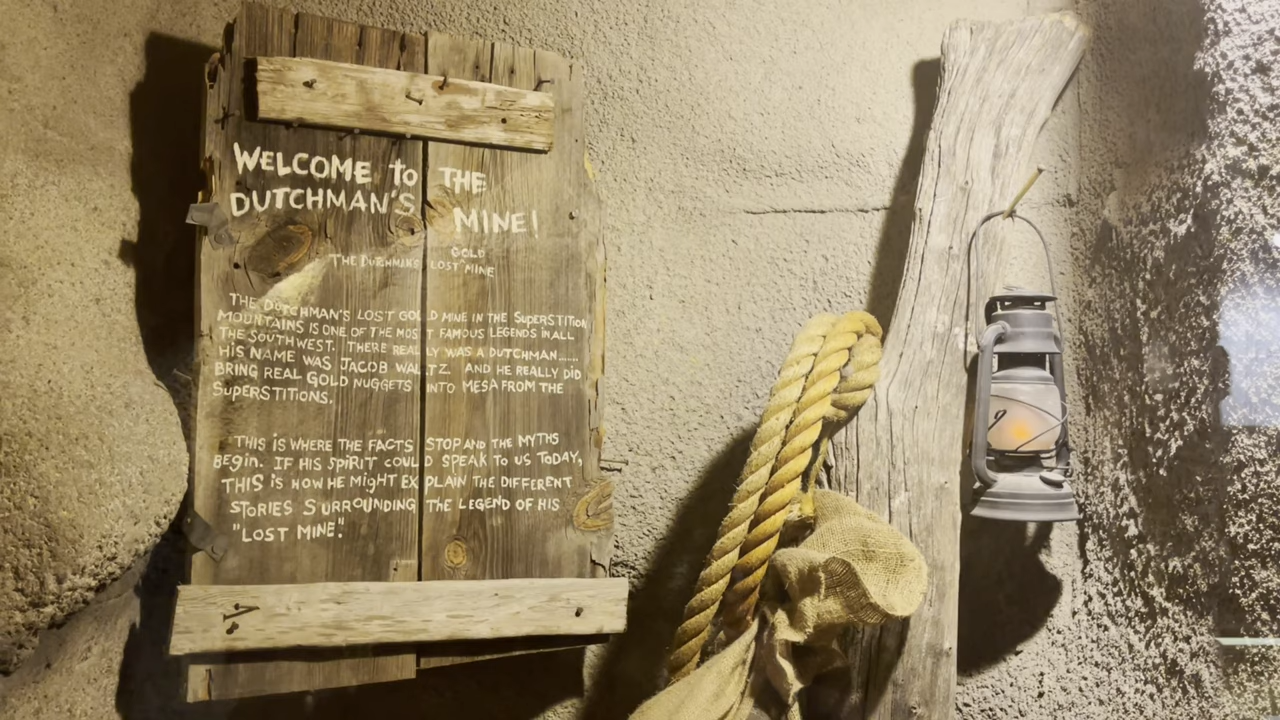 WELCOME to THE
DUTCHMAN'S MINE!
GOLD
THE DUTCHMAN'S LOST MINE
THE DUTCHMAN'S LOST GOLD MINE IN THE SUPERSTITION
MOUNTAINS IS ONE OF THE MOST FAMOUS LEGENDS IN ALL
THE SOUTHWEST. THERE REALLY WAS A DUTCHMAN......
HIS NAME WAS JACOB WALTZ AND HE REALLY DID
BRING REAL GOLD NUGGETS INTO MESA FROM THE
SUPERSTITIONS.
THIS iS WHERE THE FACTS STOP AND THE MYTHS
BEGiN. IF HIS SPiRiT COULD SPEAK TO US TODAY,
THIS iS HOW HE MiGHT EXPLAIN THE DIFFERENT
STORIES SURROUNDING THE LEGEND OF HIS
"LOST MINE."